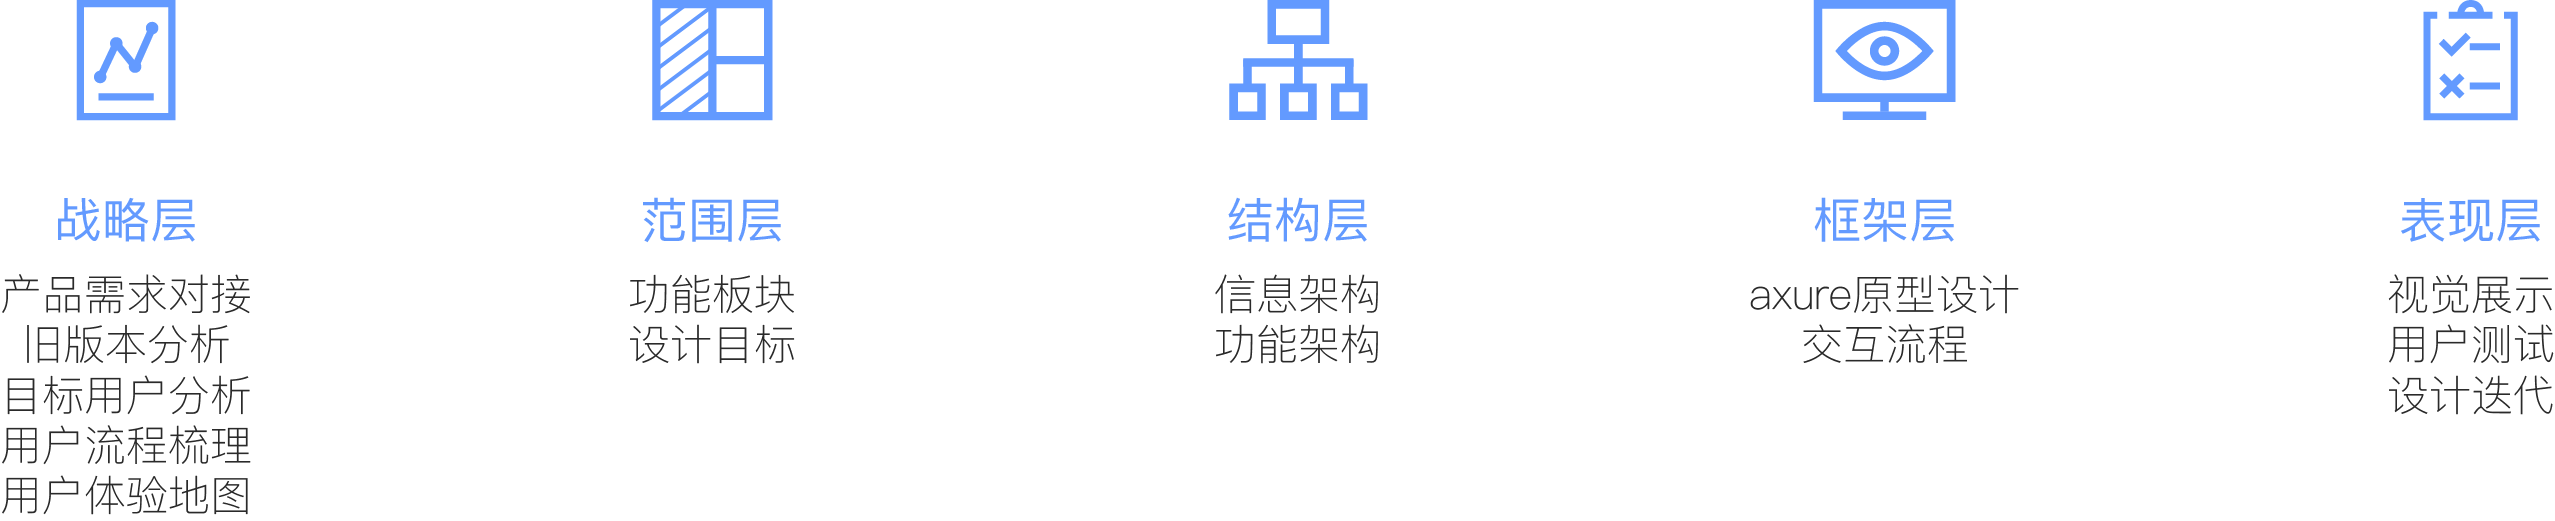 战略层
产品需求对接
旧版本分析
目标用户分析
用户流程梳理
用户体验地图
范围层
功能板块
设计目标
结构层
信息架构
功能架构
框架层
axure原型设计
交互流程
表现层
视觉展示
用户测试
设计迭代